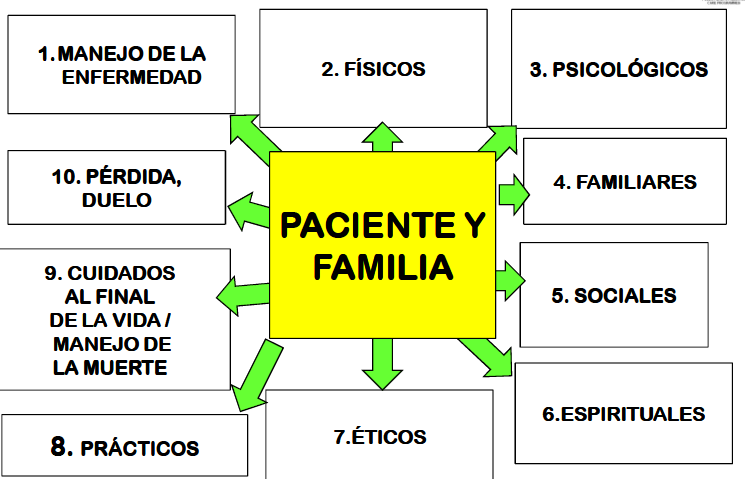 1. MANEJO DE LA
ENFERMEDAD
2. FÍSICOS
3. PSICOLÓGICOS
10. PÉRDIDA,
DUELO
4. FAMILIARES
PACIENTE Y
FAMILIA
9. CUIDADOS
AL FINAL
DE LA VIDA /
MANEJO DE
LA MUERTE
5. SOCIALES
6.ESPIRITUALES
7.ÉTICOS
8. PRÁCTICOS